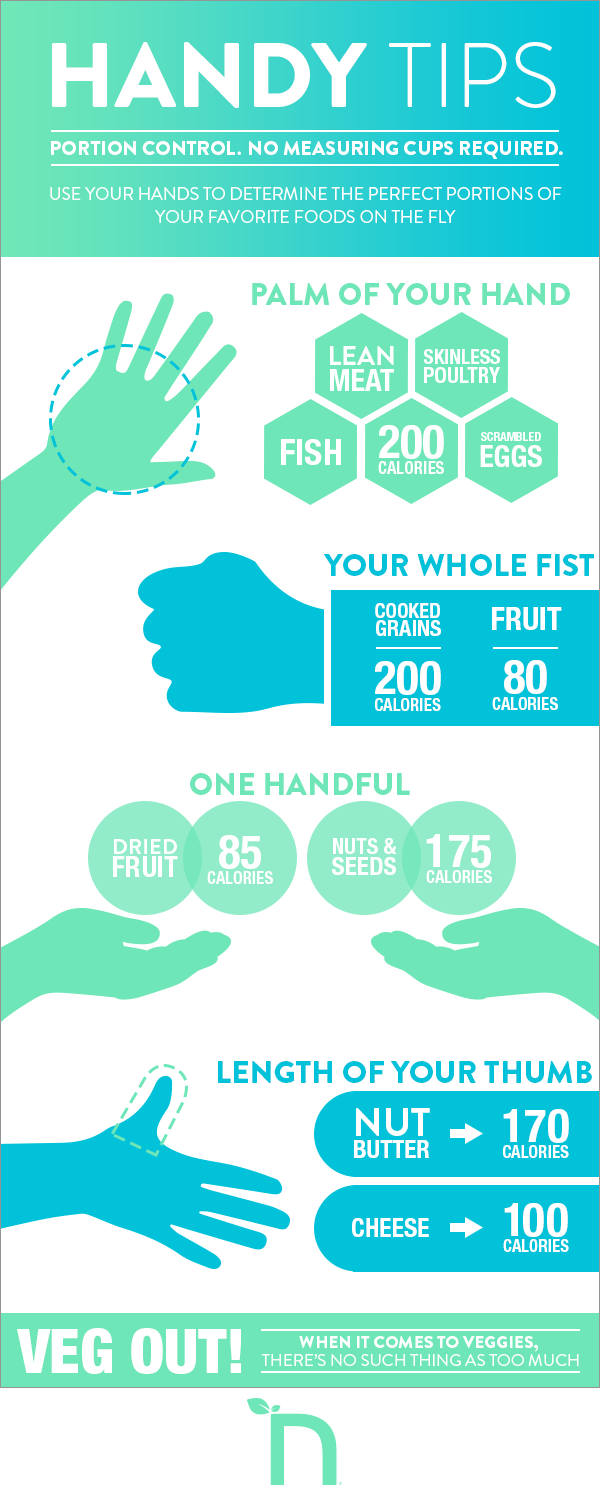 HANDY TIPS
PORTION CONTROL. NO MEASURING CUPS REQUIRED.
USE YOUR HANDS TO DETERMINE THE PERFECT PORTIONS OF
YOUR FAVORITE FOODS ON THE FLY
PALM OF YOUR HAND
LEAN
MEAT
SKINLESS
POULTRY
FISH
200
CALORIES
SCRAMBLED
EGGS
YOUR WHOLE FIST
COOKED
GRAINS
200
CALORIES
FRUIT
80
CALORIES
ONE HANDFUL
DRIED
FRUIT
85
CALORIES
NUTS &
SEEDS
175
CALORIES
LENGTH OF YOUR THUMB
NUT
BUTTER
170
CALORIES
CHEESE
100
CALORIES
VEG OUT!
WHEN IT COMES TO VEGGIES,
THERE'S NO SUCH THING AS TOO MUCH
n